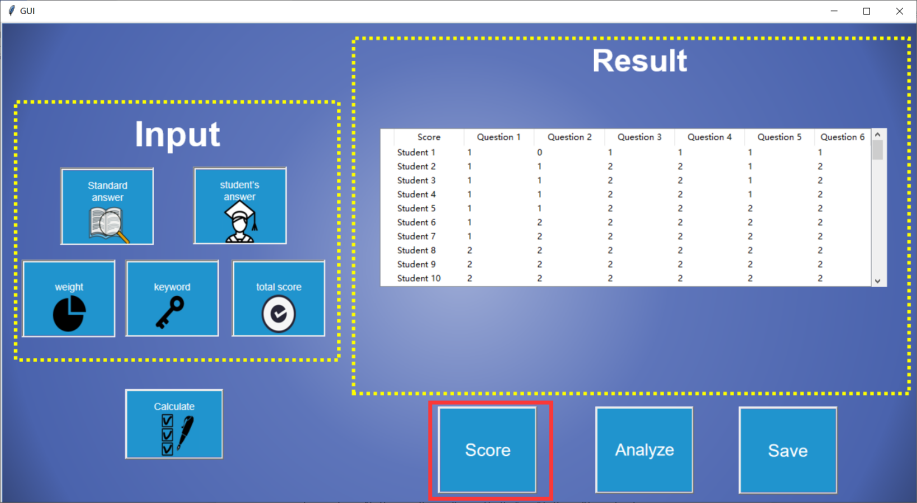 GUI
Input
Standard
answer
student's
answer
weight
keyword
total score
Calculate
Result
Score Question 1 Question 2 Question 3 Question 4 Question 5 Question 6
Student 1 1 0 1 1 1 1
Student 2 1 1 2 2 1 2
Student 3 1 1 2 2 1 2
Student 4 1 1 2 2 1 2
Student 5 1 1 2 2 2 2
Student 6 1 2 2 2 2 2
Student 7 1 2 2 2 2 2
Student 8 2 2 2 2 2 2
Student 9 2 2 2 2 2 2
Student 10 2 2 2 2 2 2
Score
Analyze
Save